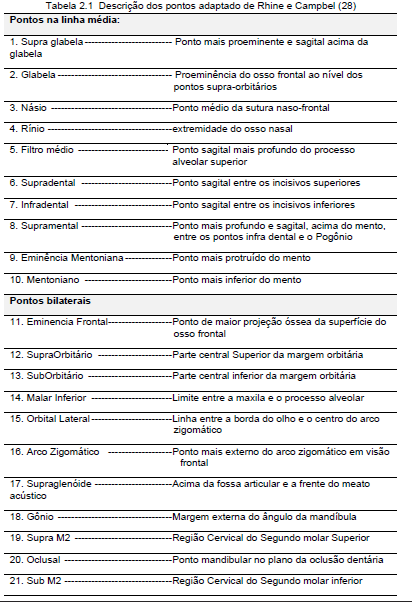 Tabela 2.1 Descrição dos pontos adaptado de Rhine e Campbel (28)
Pontos na linha média:
1. Supra glabela--------------------------- Ponto mais proeminente e sagital acima da
glabela
2. Glabela--------------------------------- Proeminência do osso frontal ao nível dos
pontos supra-orbitários
3. Násio --------------------------------------Ponto médio da sutura naso-frontal
4. Rínio ---------------------------------------extremidade do osso nasal
5. Filtro médio ---------------------------- Ponto sagital mais profundo do processo
alveolar superior
6. Supradental ----------------------------Ponto sagital entre os incisivos superiores
7. Infradental ------------------------------Ponto sagital entre os incisivos inferiores
8. Supramental ----------------------------Ponto mais profundo e sagital, acima do mento,
entre os pontos infra dental e o Pogônio
9. Eminência Mentoniana---------------Ponto mais protruído do mento
10. Mentoniano ---------------------------Ponto mais inferior do mento
Pontos bilaterais
11. Eminencia Frontal--------------------Ponto de maior projeção óssea da superfície do
osso frontal
12. SupraOrbitário -----------------------Parte central Superior da margem orbitária
13. SubOrbitário --------------------------Parte central inferior da margem orbitária
14. Malar Inferior -------------------------Limite entre a maxila e o processo alveolar
15. Orbital Lateral-------------------------Linha entre a borda do olho e o centro do arco
zigomático
16. Arco Zigomático --------------------Ponto mais externo do arco zigomático em visão
frontal
17. Supraglenóide ------------------------Acima da fossa articular e a frente do meato
acústico
18. Gônio -----------------------------------Margem externa do ângulo da mandíbula
19. Supra M2 ------------------------------Região Cervical do Segundo molar Superior
20. Oclusal ---------------------------------Ponto mandibular no plano da oclusão dentária
21. Sub M2----------------------------------Região Cervical do Segundo molar inferior